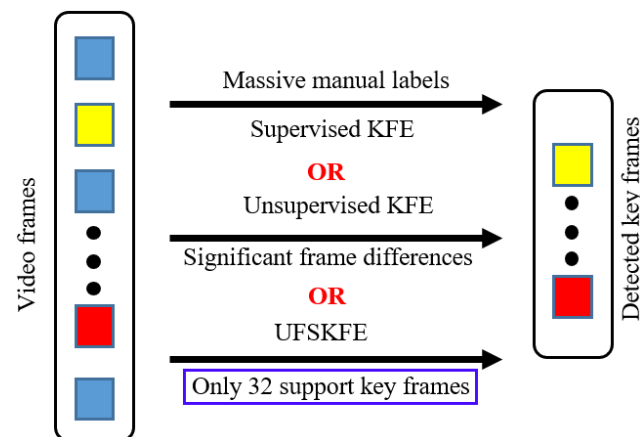 Video frames
Massive manual labels
Supervised KFE
OR
Unsupervised KFE
Significant frame differences
OR
UFSKFE
Only 32 support key frames
Detected key frames